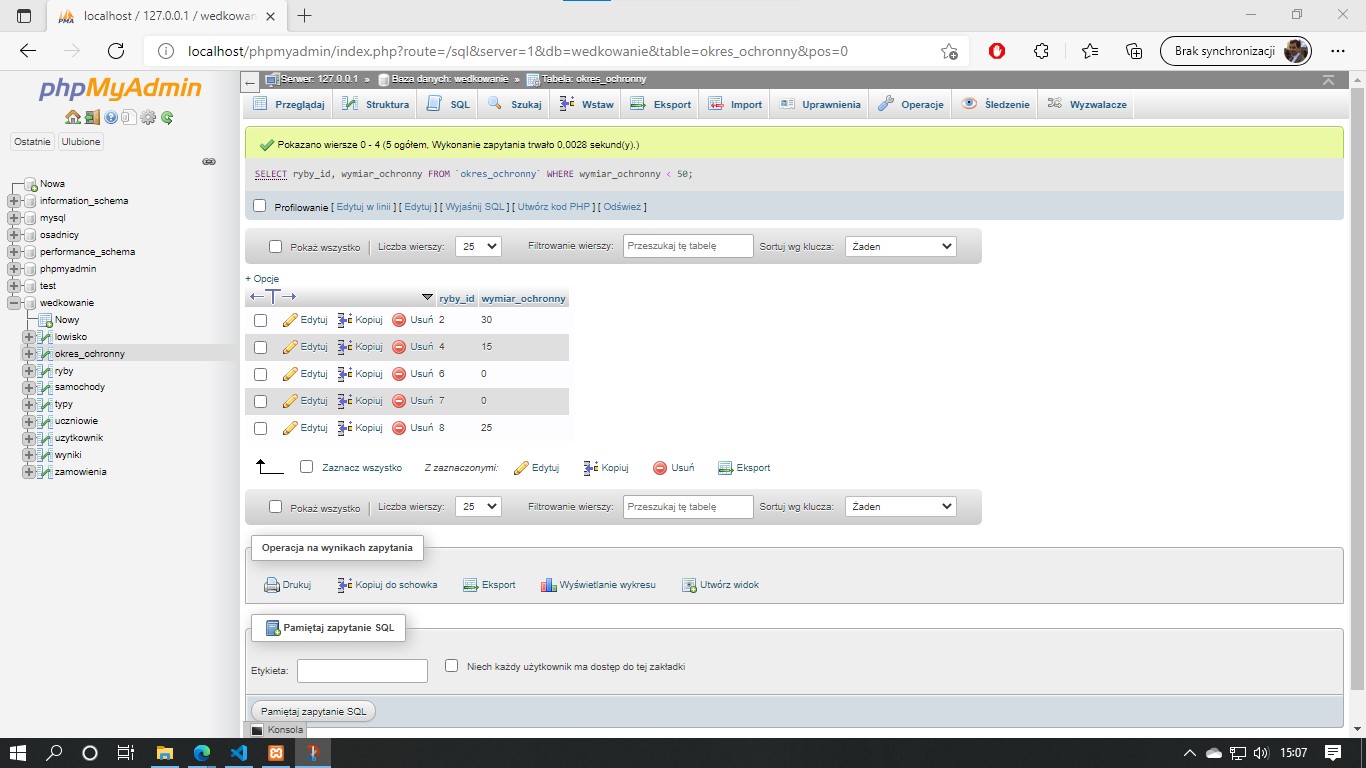 localhost / 127.0.0.1 / wedkowan
localhost/phpmyadmin/index.php?route=/sql&server=1&db=wedkowanie&table=okres_ochronny&pos=0
Brak synchronizacji
phpMyAdmin
Ostatnie Ulubione
Nowa
information_schema
mysql
osadnicy
performance_schema
phpmyadmin
test
wedkowanie
Nowy
lowisko
okres_ochronny
ryby
samochody
typy
uczniowie
uzytkownik
wyniki
zamowienia
Serwer: 127.0.0.1 » Baza danych: wedkowanie » Tabela: okres_ochronny
Przeglądaj Struktura SQL Szukaj Wstaw Eksport Import Uprawnienia Operacje Śledzenie Wyzwalacze
Pokazano wiersze 0 - 4 (5 ogółem, Wykonanie zapytania trwało 0,0028 sekund(y).)
SELECT ryby_id, wymiar_ochronny FROM `okres_ochronny` WHERE wymiar_ochronny < 50;
Profilowanie [ Edytuj w linii ] [ Edytuj ] [ Wyjaśnij SQL ] [ Utwórz kod PHP ] [ Odśwież ]
Pokaż wszystko | Liczba wierszy: 25 Filtrowanie wierszy: Przeszukaj tę tabelę Sortuj wg klucza: Żaden
+ Opcje
←T→ ryby_id wymiar_ochronny
Edytuj Kopiuj Usuń 2 30
Edytuj Kopiuj Usuń 4 15
Edytuj Kopiuj Usuń 6 0
Edytuj Kopiuj Usuń 7 0
Edytuj Kopiuj Usuń 8 25
Zaznacz wszystko Z zaznaczonymi: Edytuj Kopiuj Usuń Eksport
Pokaż wszystko | Liczba wierszy: 25 Filtrowanie wierszy: Przeszukaj tę tabelę Sortuj wg klucza: Żaden
Operacja na wynikach zapytania
Drukuj Kopiuj do schowka Eksport Wyświetlanie wykresu Utwórz widok
Pamiętaj zapytanie SQL
Etykieta: Niech każdy użytkownik ma dostęp do tej zakładki
Pamiętaj zapytanie SQL
Konsola
15:07